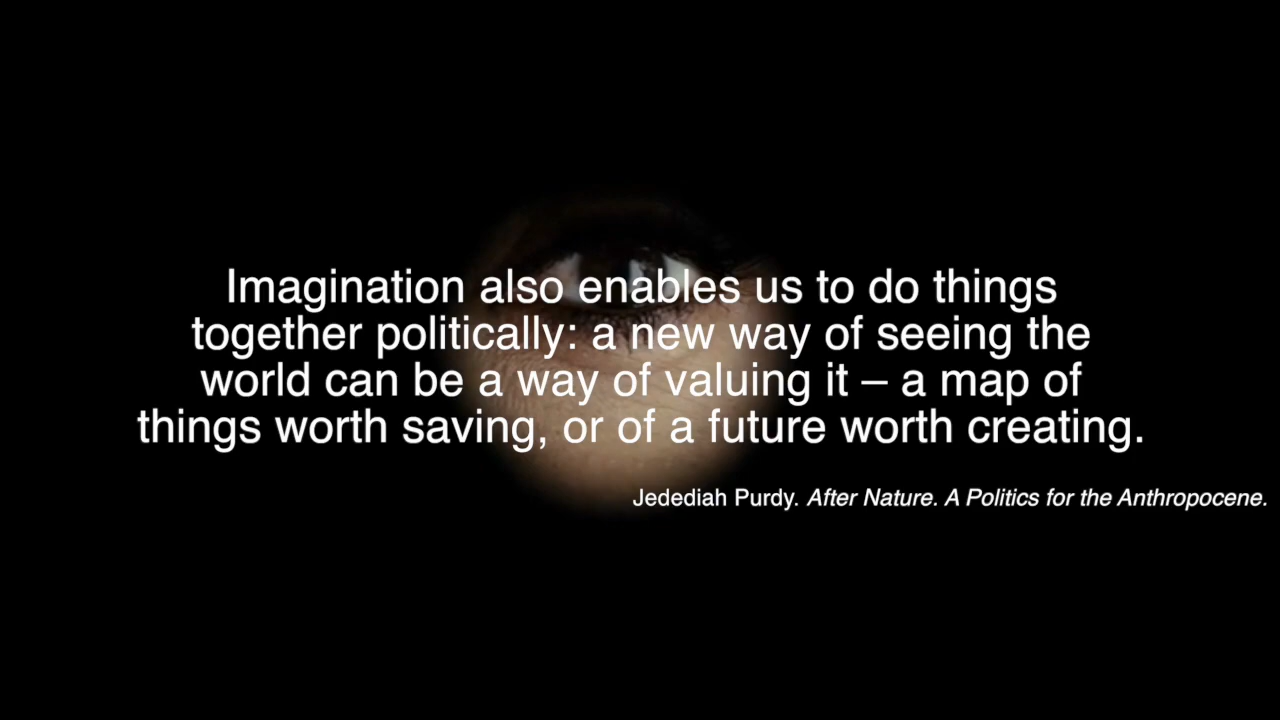 Imagination also enables us to do things
together politically: a new way of seeing the
world can be a way of valuing it – a map of
things worth saving, or of a future worth creating.
Jedediah Purdy. After Nature. A Politics for the Anthropocene.